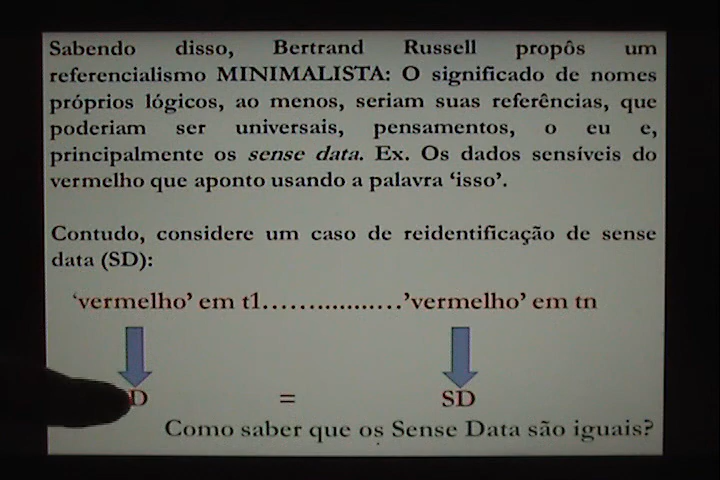 Sabendo disso, Bertrand Russell propôs um
referencialismo MINIMALISTA: O significado de nomes
próprios lógicos, ao menos, seriam suas referências, que
poderiam ser universais, pensamentos, o eu e,
principalmente os sense data. Ex. Os dados sensíveis do
vermelho que aponto usando a palavra ‘isso’.
Contudo, considere um caso de reidentificação de sense
data (SD):
‘vermelho’ em t1…….........…’vermelho’ em tn
D = SD
Como saber que os Sense Data são iguais?